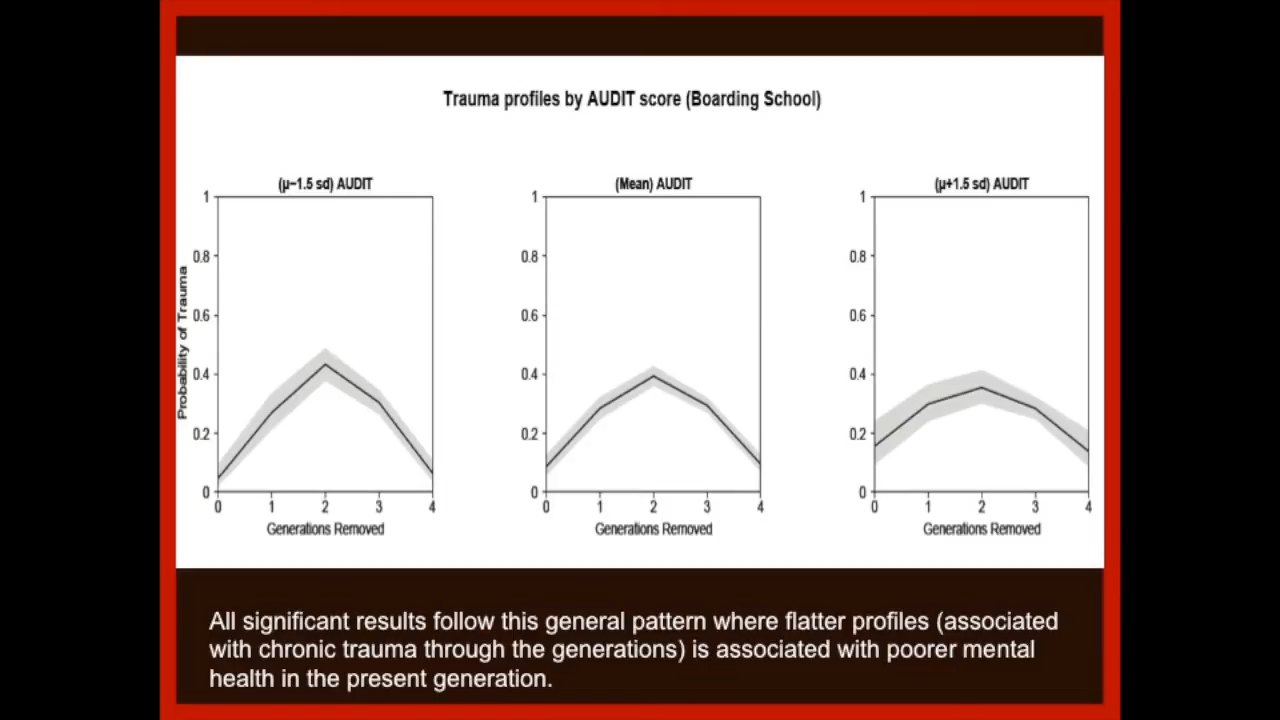 Trauma profiles by AUDIT score (Boarding School)
(µ−1.5 sd) AUDIT
1
0.8
0.6
0.4
0.2
0
Probability of Trauma
0 1 2 3 4
Generations Removed
(Mean) AUDIT
1
0.8
0.6
0.4
0.2
0
0 1 2 3 4
Generations Removed
(µ+1.5 sd) AUDIT
1
0.8
0.6
0.4
0.2
0
0 1 2 3 4
Generations Removed
All significant results follow this general pattern where flatter profiles (associated
with chronic trauma through the generations) is associated with poorer mental
health in the present generation.